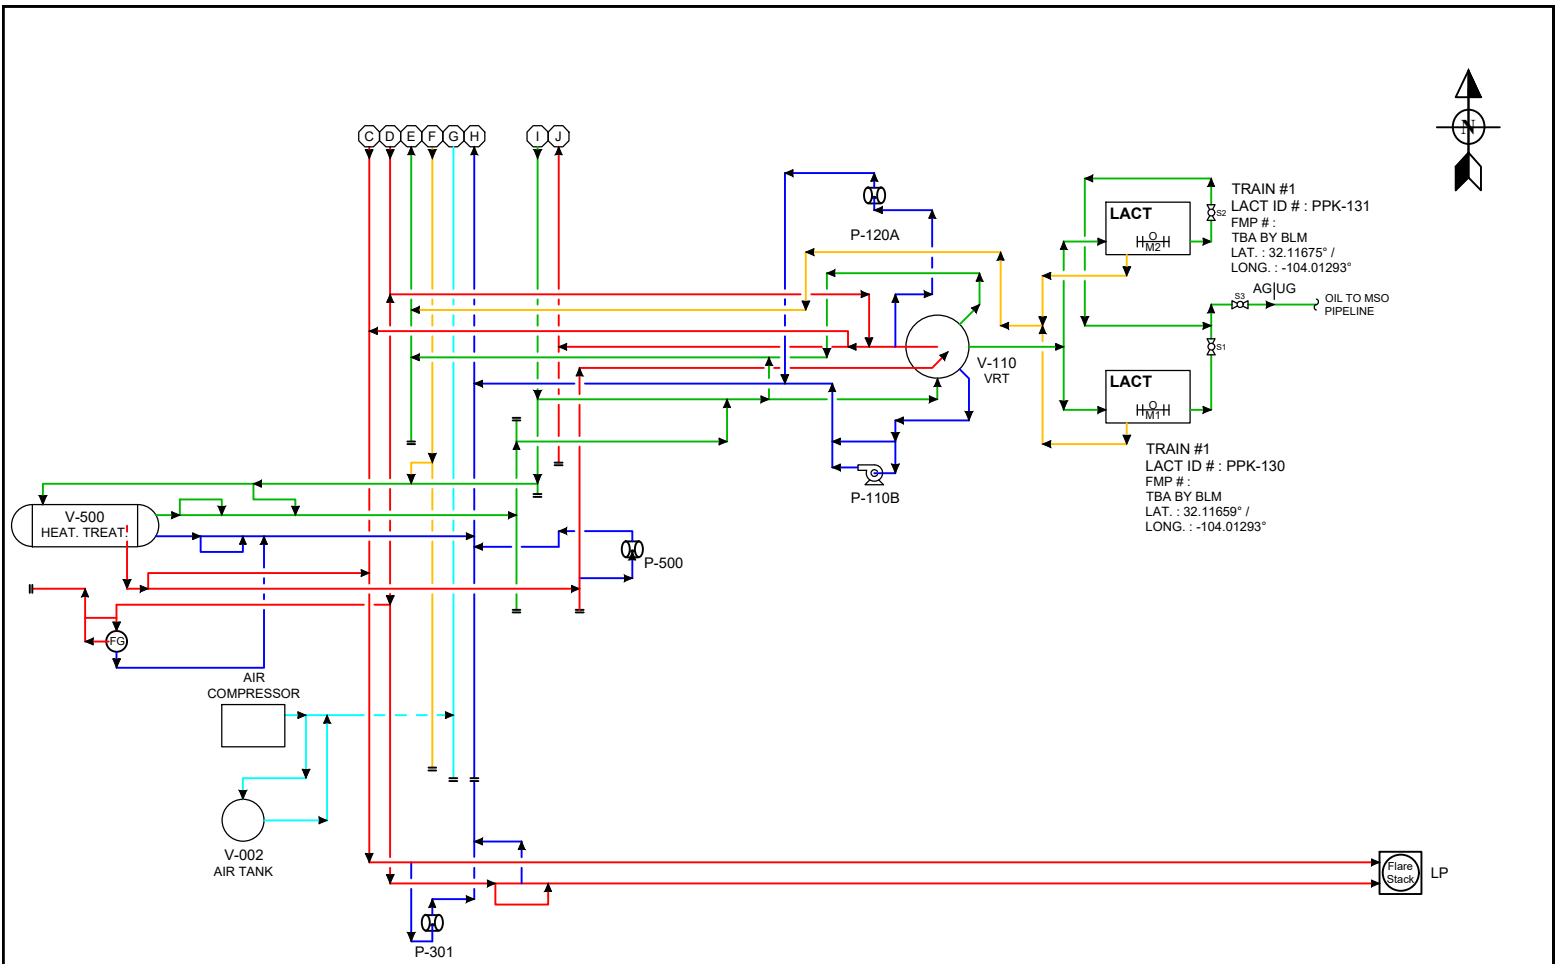 N
C D E F G H I J
P-120A
TRAIN #1
LACT ID # : PPK-131
FMP # :
TBA BY BLM
LAT. : 32.11675° /
LONG. : -104.01293°
LACT
O
M2
S2
AG|UG
S3
OIL TO MSO
PIPELINE
S1
V-110
VRT
LACT
O
M1
TRAIN #1
LACT ID # : PPK-130
FMP # :
TBA BY BLM
LAT. : 32.11659° /
LONG. : -104.01293°
P-110B
V-500
HEAT. TREAT.
P-500
FG
AIR
COMPRESSOR
V-002
AIR TANK
Flare
Stack
LP
P-301